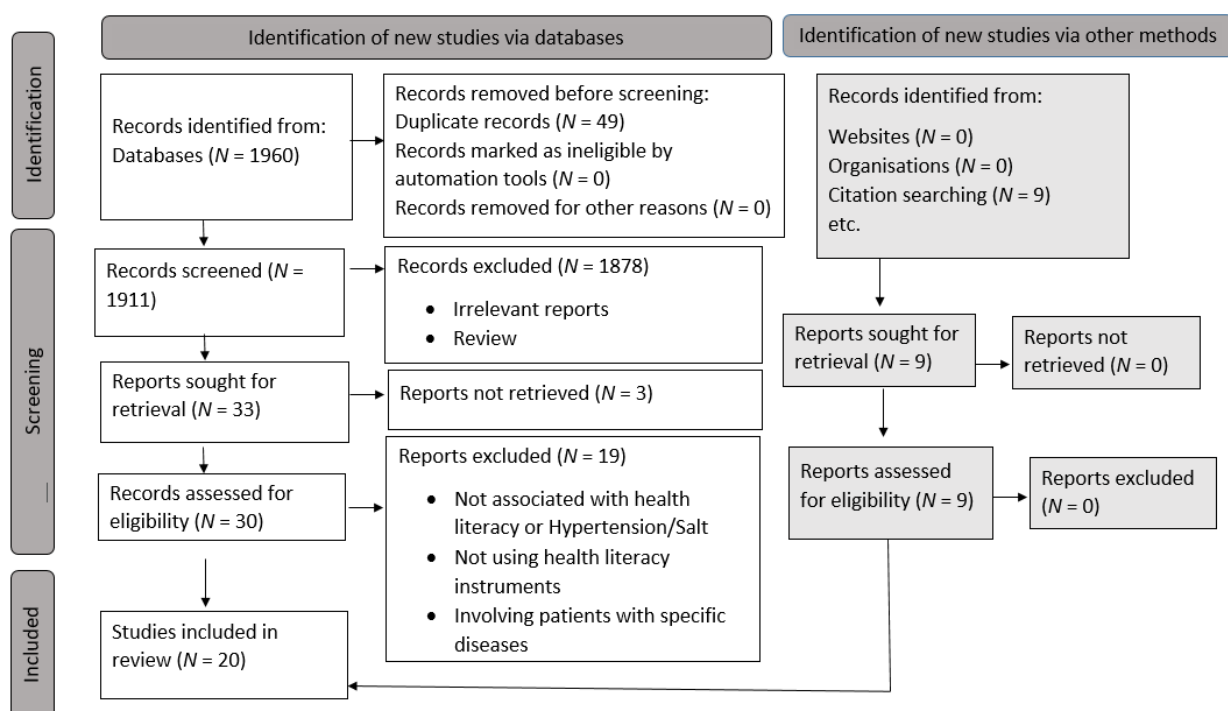 Identification of new studies via databases
Identification of new studies via other methods
Identification
Records identified from:
Databases (N = 1960)
Records removed before screening:
Duplicate records (N = 49)
Records marked as ineligible by
automation tools (N = 0)
Records removed for other reasons (N = 0)
Records identified from:
Websites (N = 0)
Organisations (N = 0)
Citation searching (N = 9)
etc.
Screening
Records screened (N =
1911)
Records excluded (N = 1878)
• Irrelevant reports
• Review
Reports sought for
retrieval (N = 33)
Reports not retrieved (N = 3)
Reports sought for
retrieval (N = 9)
Reports not
retrieved (N = 0)
Records assessed for
eligibility (N = 30)
Reports excluded (N = 19)
• Not associated with health
literacy or Hypertension/Salt
• Not using health literacy
instruments
• Involving patients with specific
diseases
Reports assessed
for eligibility (N = 9)
Reports excluded
(N = 0)
Included
Studies included in
review (N = 20)